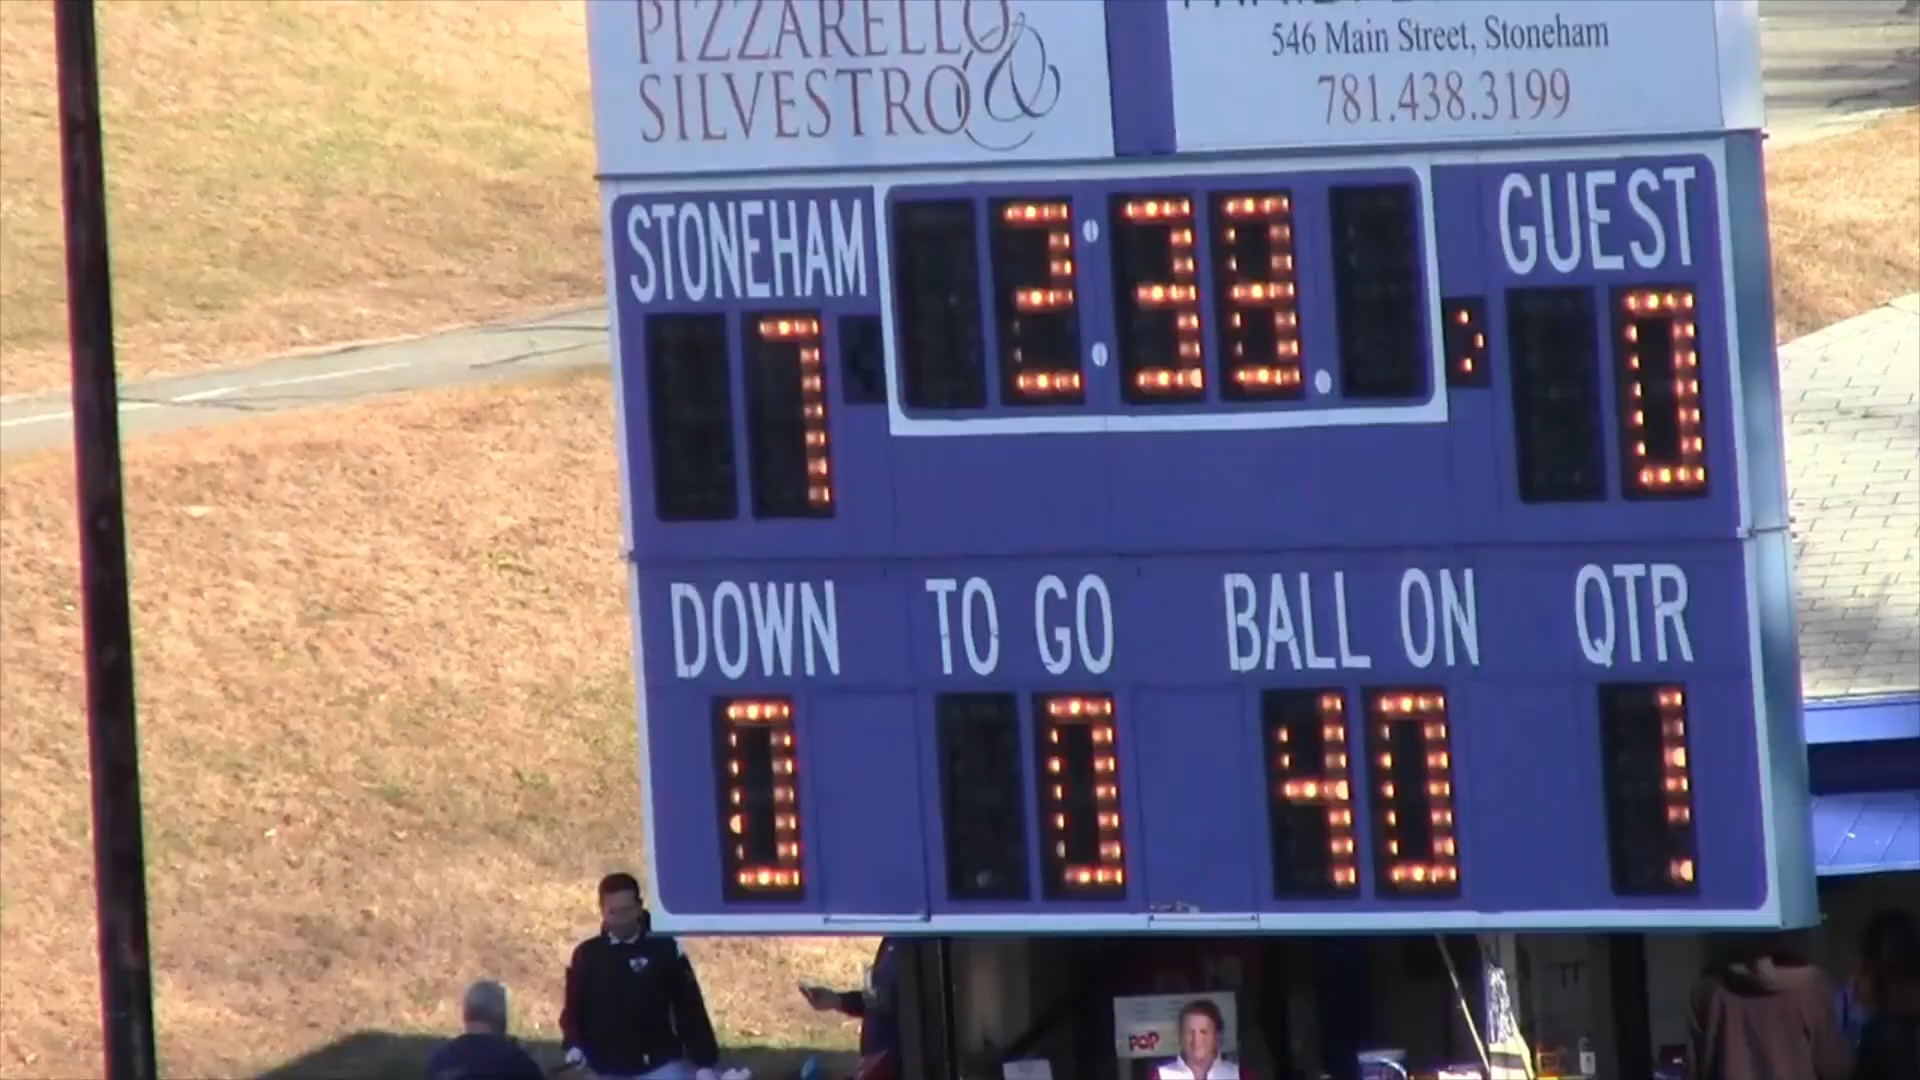 PIZZARELLO
SILVESTRO &
546 Main Street, Stoneham
781.438.3199
STONEHAM
2:38
GUEST
7
0
DOWN
TO GO
BALL ON
QTR
0
0
40
1
POP